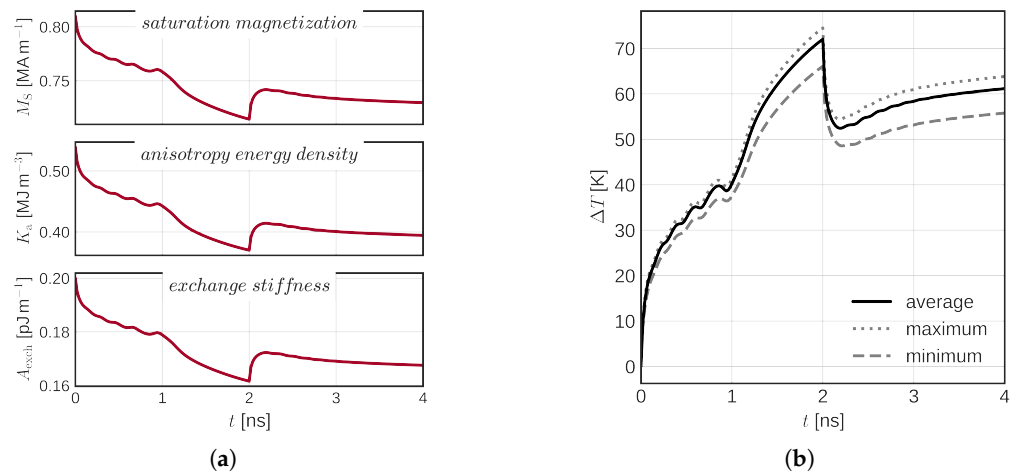 saturation magnetization
0.80
0.75
M_S [MA m⁻¹]
anisotropy energy density
0.50
0.40
K_a [MJ m⁻³]
exchange stiffness
0.20
0.18
0.16
A_exch [pJ m⁻¹]
0 1 2 3 4
t [ns]
(a)
70
60
50
40
30
20
10
0
ΔT [K]
average
maximum
minimum
0 1 2 3 4
t [ns]
(b)